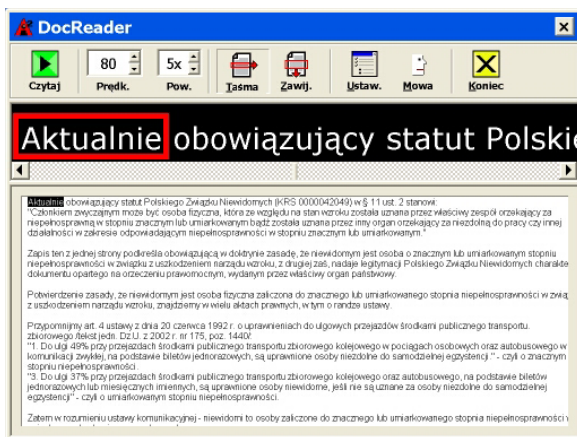 DocReader
80
5x
Czytaj
Prędk.
Pow.
Taśma
Zawij.
Ustaw.
Mowa
Koniec
Aktualnie obowiązujący statut Polskie
Aktualnie obowiązujący statut Polskiego Związku Niewidomych (KRS 0000042049) w § 11 ust. 2 stanowi:
"Członkiem zwyczajnym może być osoba fizyczna, która ze względu na stan wzroku została uznana przez właściwy zespół orzekający za
niepełnosprawną w stopniu znacznym lub umiarkowanym bądź została uznana przez inny organ orzekający za niezdolną do pracy czy innej
działalności w zakresie odpowiadającym niepełnosprawności w stopniu znacznym lub umiarkowanym."
Zapis ten z jednej strony podkreśla obowiązującą w doktrynie zasadę, że niewidomym jest osoba o znacznym lub umiarkowanym stopniu
niepełnosprawności w związku z uszkodzeniem narządu wzroku, z drugiej zaś, nadaje legitymacji Polskiego Związku Niewidomych charakte
dokumentu opartego na orzeczeniu prawomocnym, wydanym przez właściwy organ państwowy.
Potwierdzenie zasady, że niewidomym jest osoba fizyczna zaliczona do znacznego lub umiarkowanego stopnia niepełnosprawności w związ
z uszkodzeniem narządu wzroku, znajdziemy w wielu aktach prawnych, w tym o randze ustawy.
Przypomnijmy art. 4 ustawy z dnia 20 czerwca 1992 r. o uprawnieniach do ulgowych przejazdów środkami publicznego transportu
zbiorowego /tekst jedn. Dz.U. z 2002 r. nr 175, poz. 1440/:
"1. Do ulgi 49% przy przejazdach środkami publicznego transportu zbiorowego kolejowego w pociągach osobowych oraz autobusowego w
komunikacji zwykłej, na podstawie biletów jednorazowych, są uprawnione osoby niezdolne do samodzielnej egzystencji." - czyli o znacznym
stopniu niepełnosprawności.
"3. Do ulgi 37% przy przejazdach środkami publicznego transportu zbiorowego kolejowego oraz autobusowego, na podstawie biletów
jednorazowych lub miesięcznych imiennych, są uprawnione osoby niewidome, jeśli nie są uznane za osoby niezdolne do samodzielnej
egzystencji" - czyli o umiarkowanym stopniu niepełnosprawności.
Zatem w rozumieniu ustawy komunikacyjnej - niewidomi to osoby zaliczone do znacznego lub umiarkowanego stopnia niepełnosprawności